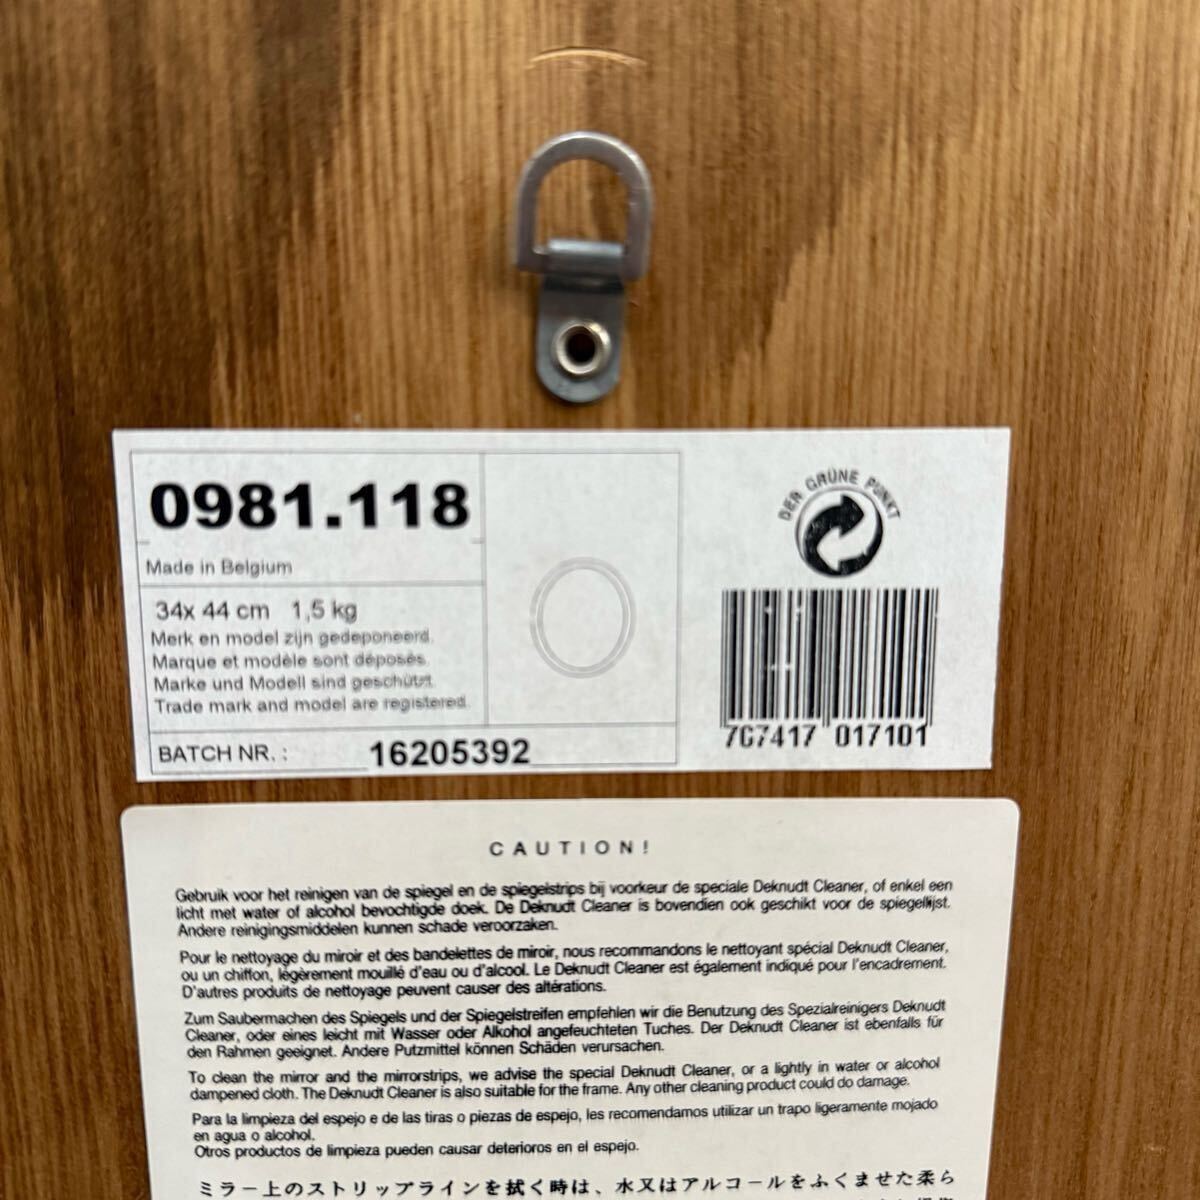 0981.118
Made in Belgium
34x 44 cm 1,5 kg
Merk en model zijn gedeponeerd.
Marque et modèle sont déposés.
Marke und Modell sind geschützt.
Trade mark and model are registered.
BATCH NR. : 16205392
DER GRÜNE PUNKT
767417 017101
CAUTION!
Gebruik voor het reinigen van de spiegel en de spiegelstrips bij voorkeur de speciale Deknudt Cleaner, of enkel een
licht met water of alcohol bevochtigde doek. De Deknudt Cleaner is bovendien ook geschikt voor de spiegellijst.
Andere reinigingsmiddelen kunnen schade veroorzaken.
Pour le nettoyage du miroir et des bandelettes de miroir, nous recommandons le nettoyant spécial Deknudt Cleaner,
ou un chiffon, légèrement mouillé d'eau ou d'alcool. Le Deknudt Cleaner est également indiqué pour l'encadrement.
D'autres produits de nettoyage peuvent causer des altérations.
Zum Saubermachen des Spiegels und der Spiegelstreifen empfehlen wir die Benutzung des Spezialreinigers Deknudt
Cleaner, oder eines leicht mit Wasser oder Alkohol angefeuchteten Tuches. Der Deknudt Cleaner ist ebenfalls für
den Rahmen geeignet. Andere Putzmittel können Schäden verursachen.
To clean the mirror and the mirrorstrips, we advise the special Deknudt Cleaner, or a lightly in water or alcohol
dampened cloth. The Deknudt Cleaner is also suitable for the frame. Any other cleaning product could do damage.
Para la limpieza del espejo e de las tiras o piezas de espejo, les recomendamos utilizar un trapo ligeramente mojado
en agua o alcohol.
Otros productos de limpieza pueden causar deterioros en el espejo.
ミラー上のストリップラインを拭く時は、水又はアルコールをふくませた柔ら